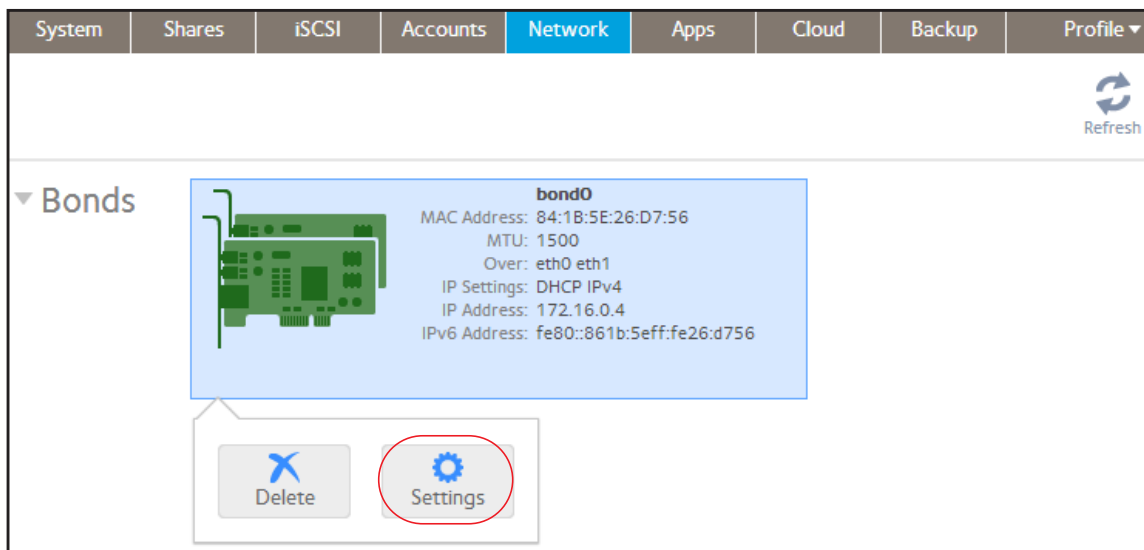 System Shares iSCSI Accounts Network Apps Cloud Backup Profile
Refresh
Bonds
bond0
MAC Address: 84:1B:5E:26:D7:56
MTU: 1500
Over: eth0 eth1
IP Settings: DHCP IPv4
IP Address: 172.16.0.4
IPv6 Address: fe80::861b:5eff:fe26:d756
Delete Settings